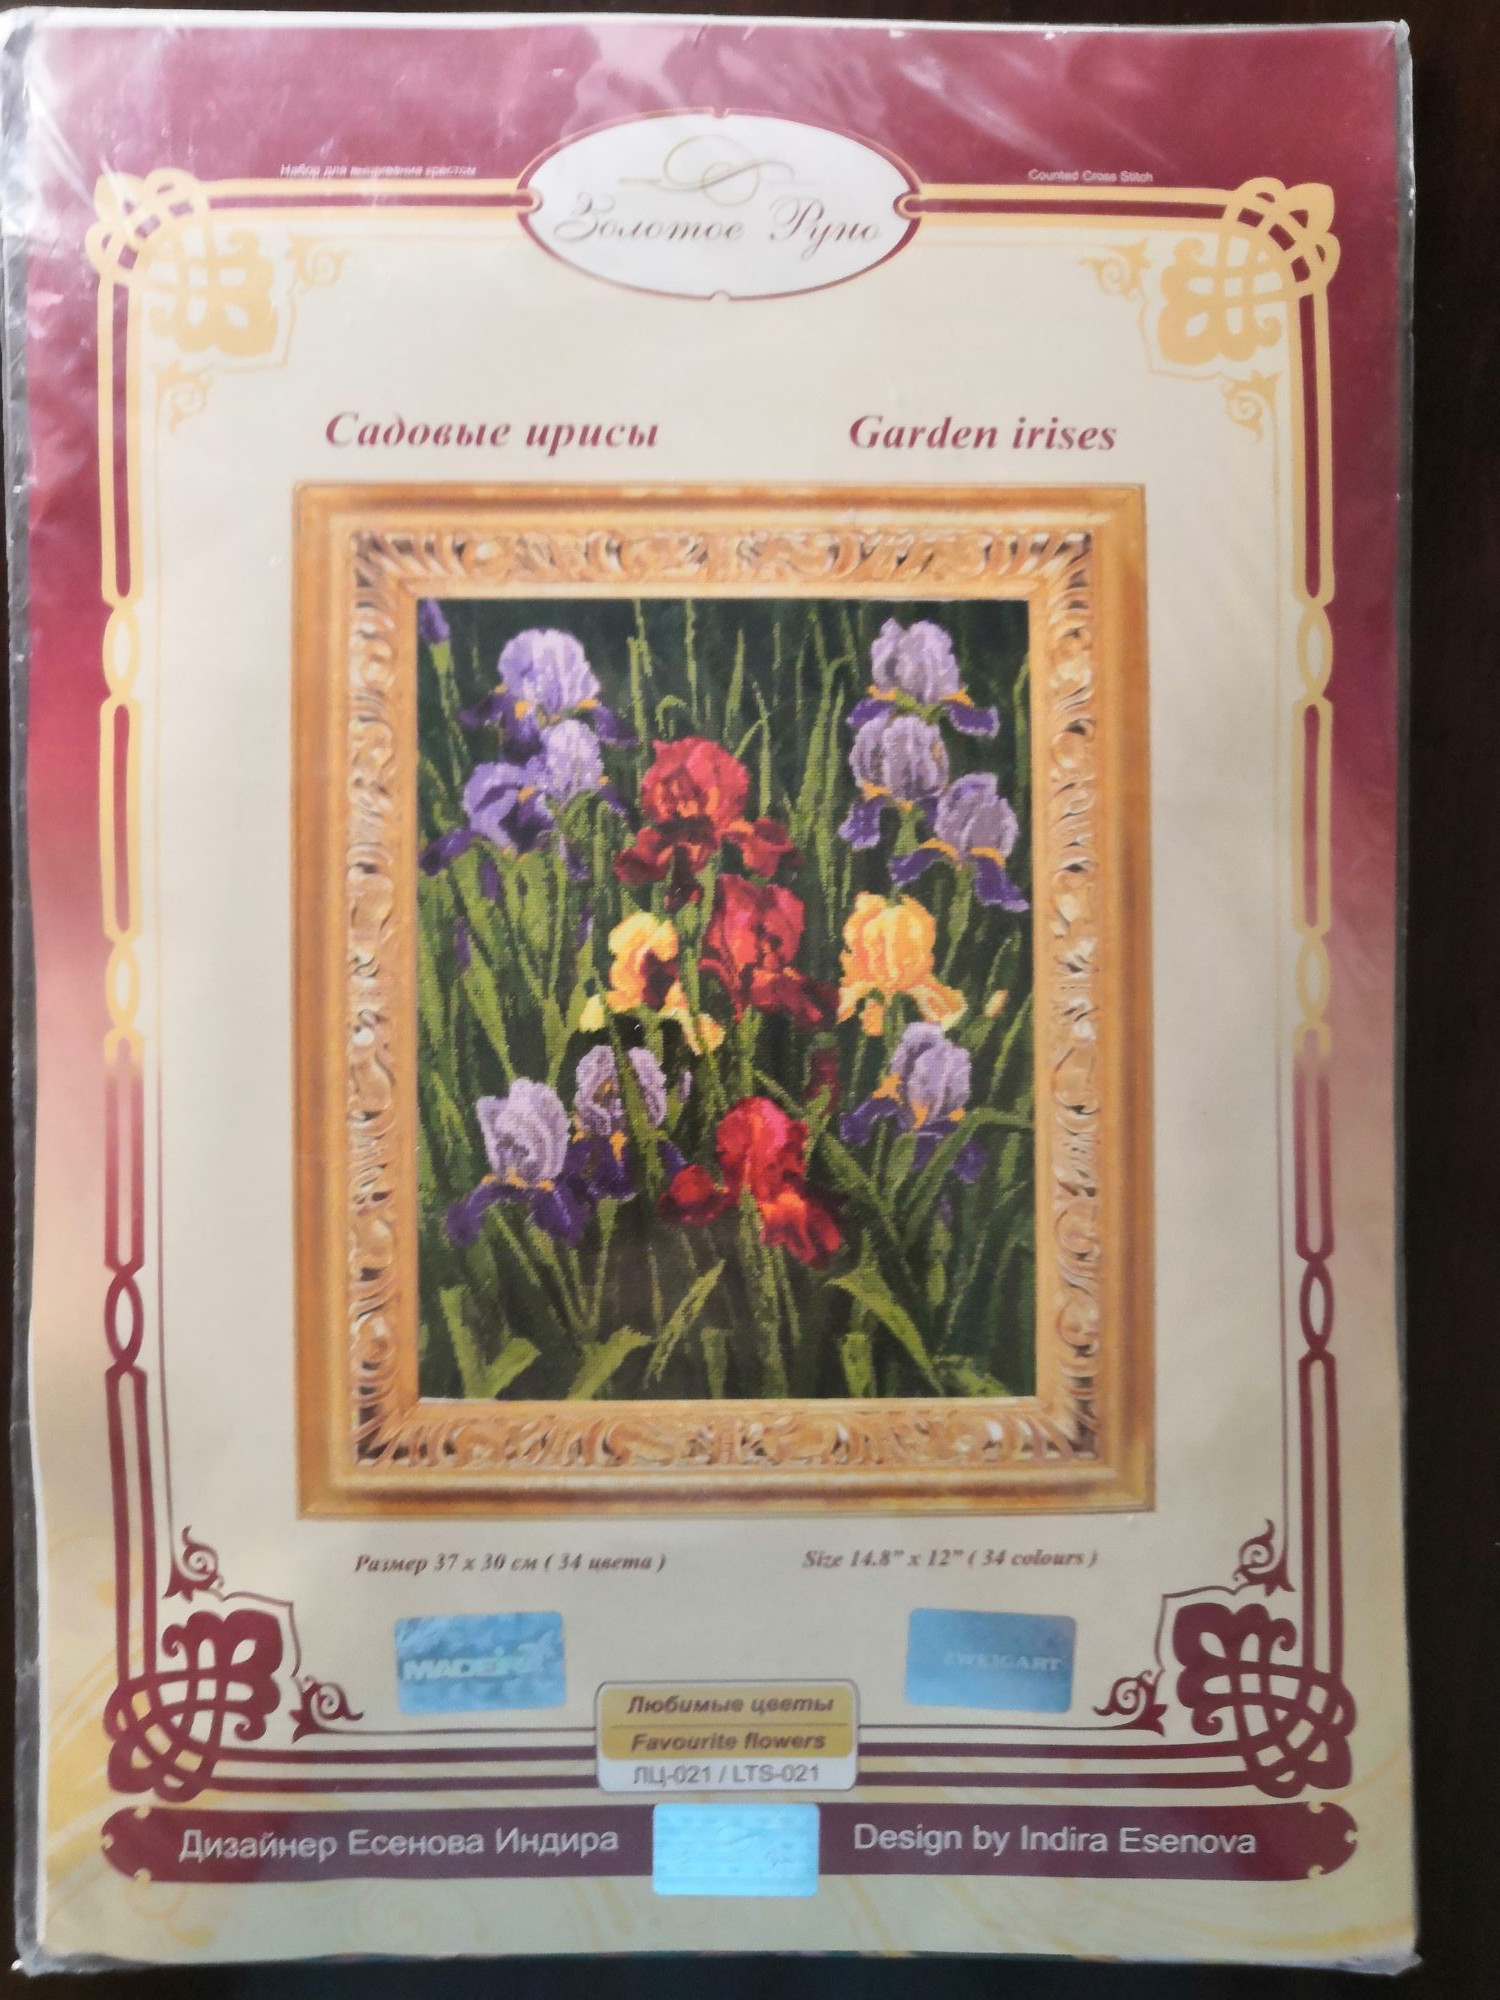 Набор для вышивания крестом
Counted Cross Stitch
Золотое Руно
Садовые ирисы
Garden irises
Размер 37 x 30 см ( 34 цвета )
Size 14.8” x 12” ( 34 colours )
MADEIRA
ZWEIGART
Любимые цветы
Favourite flowers
ЛЦ-021 / LTS-021
Дизайнер Есенова Индира
Design by Indira Esenova